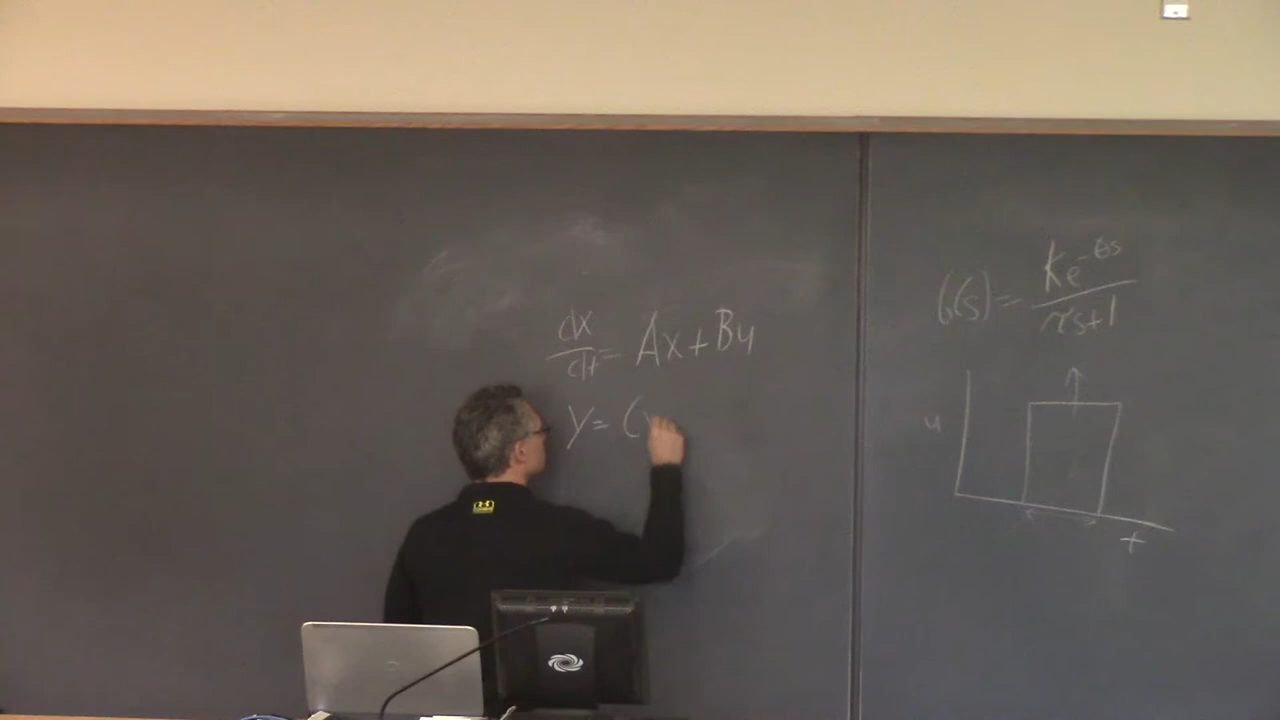 dx/dt = Ax + Bu
y = C
G(s) = Ke^-θs / τs+1
u
t